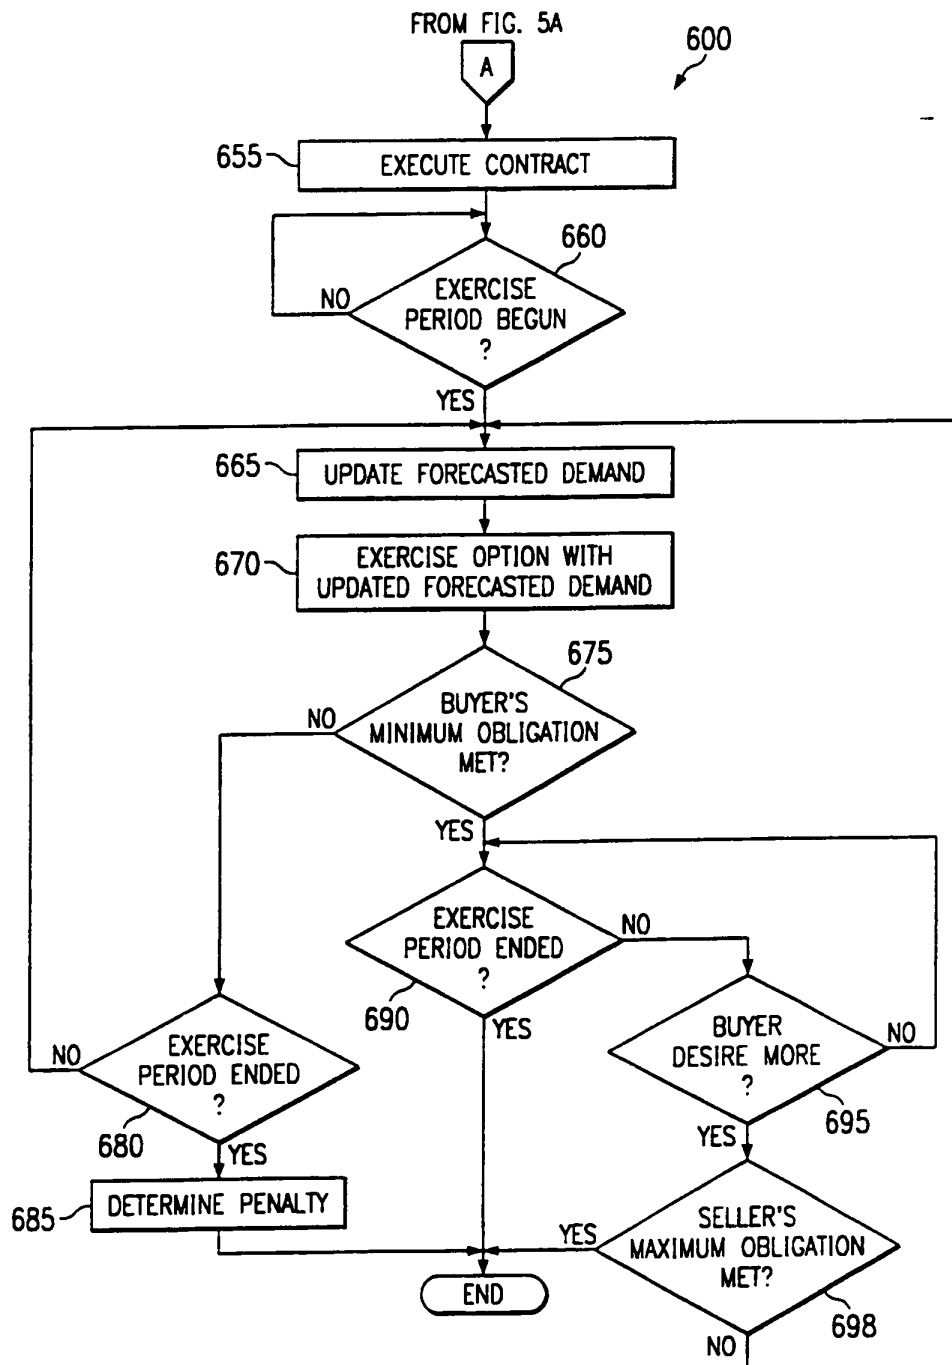 FROM FIG. 5A
A
600
655
EXECUTE CONTRACT
660
EXERCISE
PERIOD BEGUN
?
NO
YES
665
UPDATE FORECASTED DEMAND
670
EXERCISE OPTION WITH
UPDATED FORECASTED DEMAND
675
BUYER'S
MINIMUM OBLIGATION
MET?
NO
YES
EXERCISE
PERIOD ENDED
?
NO
690
YES
BUYER
DESIRE MORE
?
NO
695
YES
EXERCISE
PERIOD ENDED
?
NO
680
YES
685
DETERMINE PENALTY
SELLER'S
MAXIMUM OBLIGATION
MET?
YES
698
NO
END